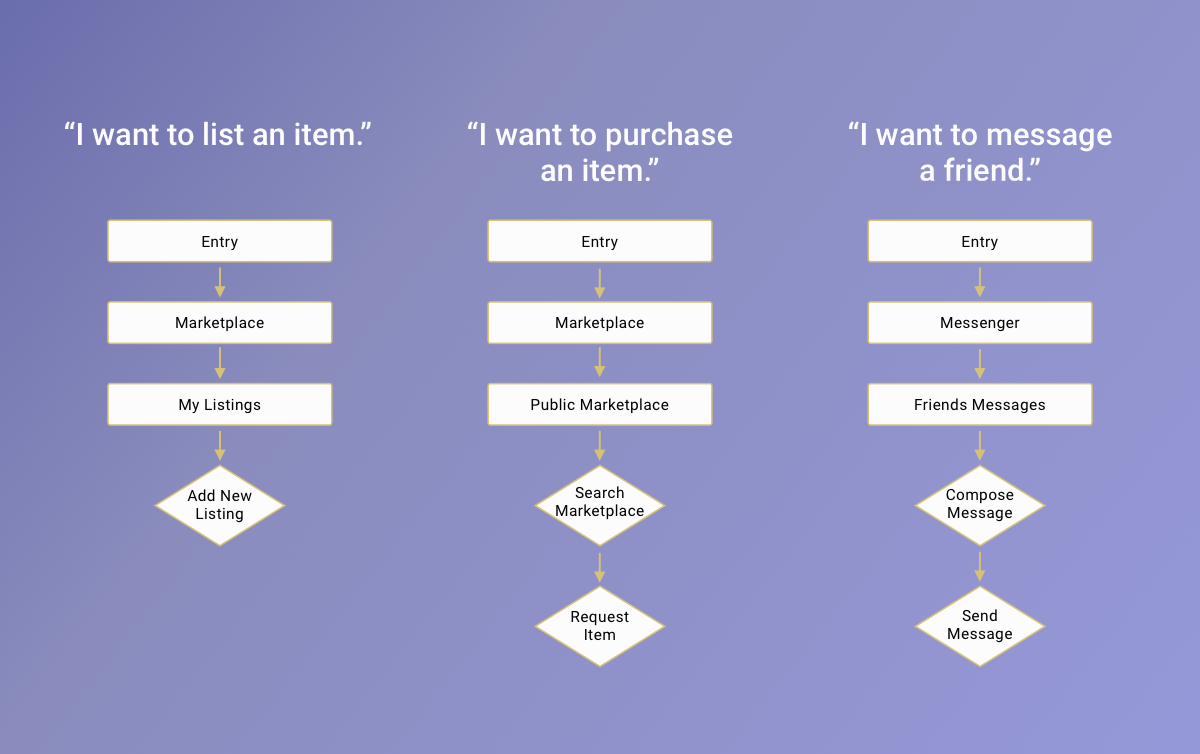 “I want to list an item.”
Entry
Marketplace
My Listings
Add New
Listing
“I want to purchase
an item.”
Entry
Marketplace
Public Marketplace
Search
Marketplace
Request
Item
“I want to message
a friend.”
Entry
Messenger
Friends Messages
Compose
Message
Send
Message